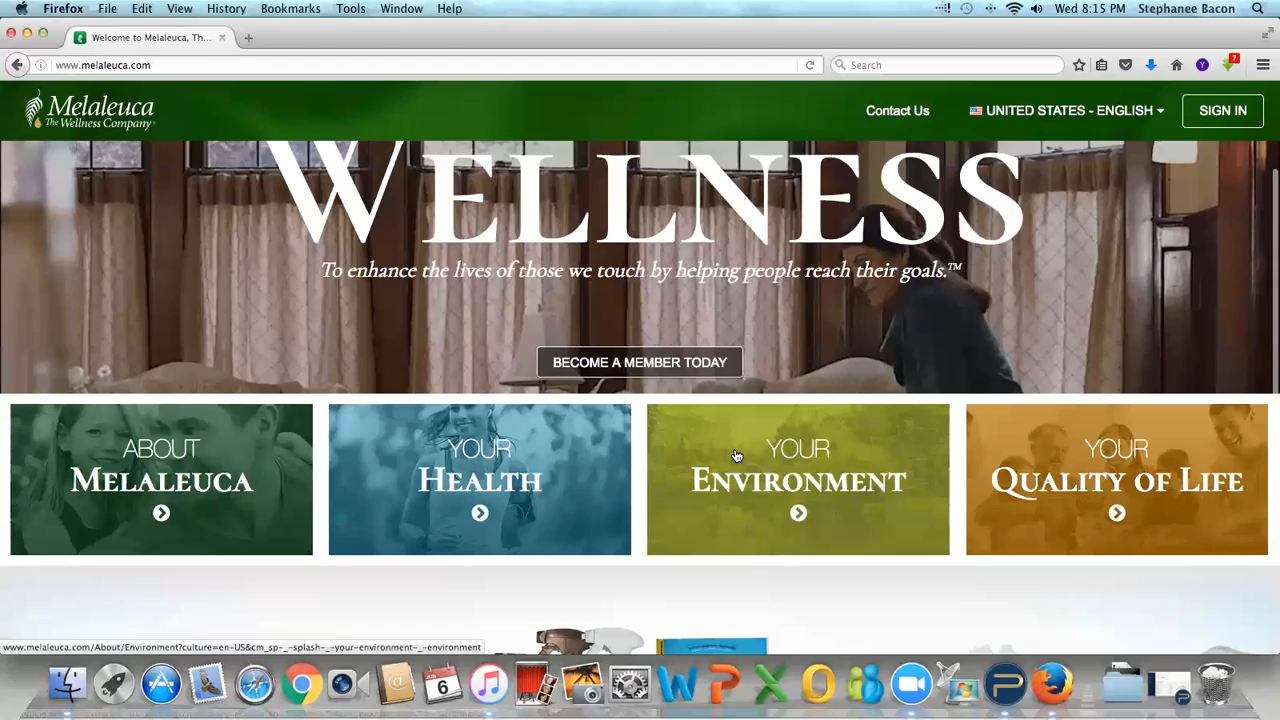 Firefox File Edit View History Bookmarks Tools Window Help Wed 8:15 PM Stephanee Bacon
Welcome to Melaleuca, Th...
www.melaleuca.com Search 7
Melaleuca
The Wellness Company
Contact Us UNITED STATES - ENGLISH SIGN IN
WELLNESS
To enhance the lives of those we touch by helping people reach their goals.™
BECOME A MEMBER TODAY
ABOUT
MELALEUCA
YOUR
HEALTH
YOUR
ENVIRONMENT
YOUR
QUALITY OF LIFE
www.melaleuca.com/About/Environment?culture=en-US&cm_sp-_-splash-_-your-environment-_-environment
6